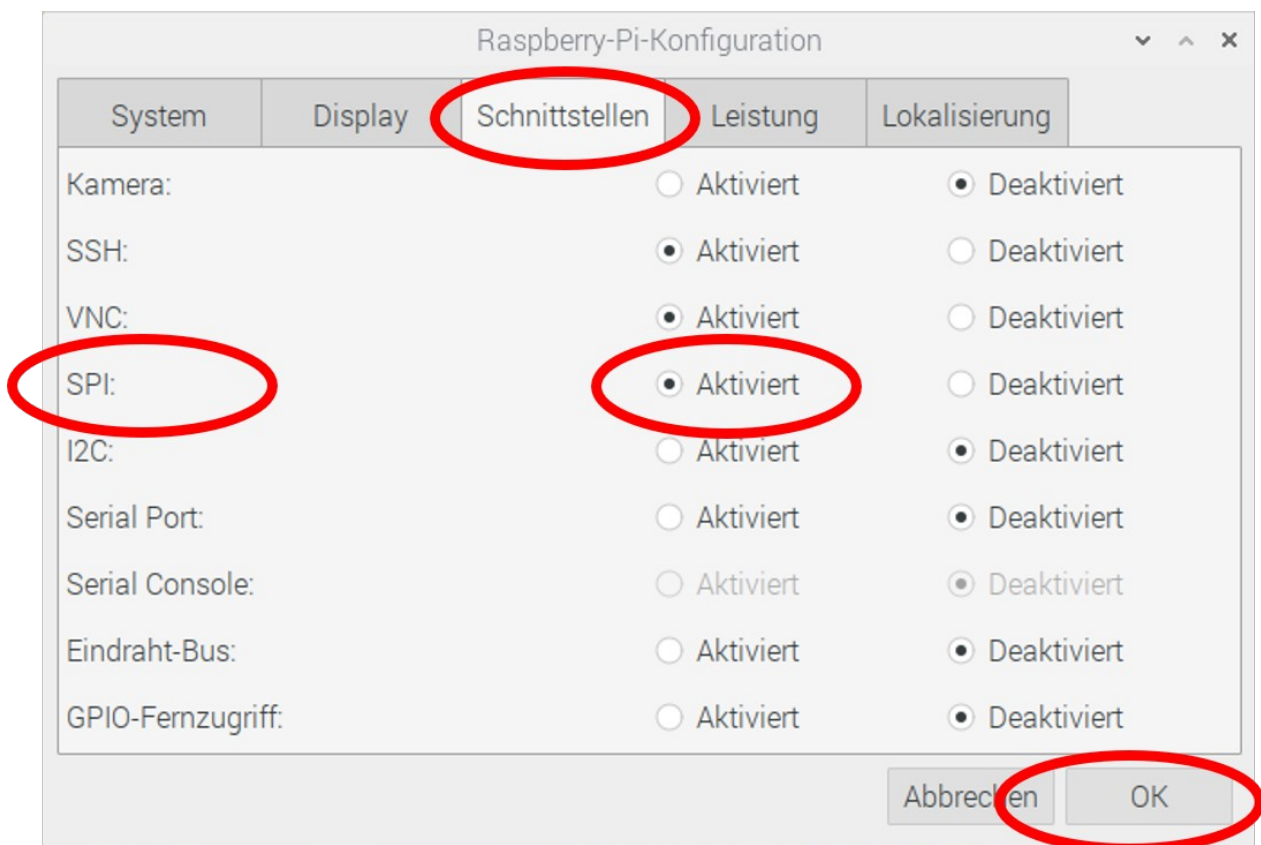 Raspberry-Pi-Konfiguration
System Display Schnittstellen Leistung Lokalisierung
Kamera: Aktiviert Deaktiviert
SSH: Aktiviert Deaktiviert
VNC: Aktiviert Deaktiviert
SPI: Aktiviert Deaktiviert
I2C: Aktiviert Deaktiviert
Serial Port: Aktiviert Deaktiviert
Serial Console: Aktiviert Deaktiviert
Eindraht-Bus: Aktiviert Deaktiviert
GPIO-Fernzugriff: Aktiviert Deaktiviert
Abbrechen OK